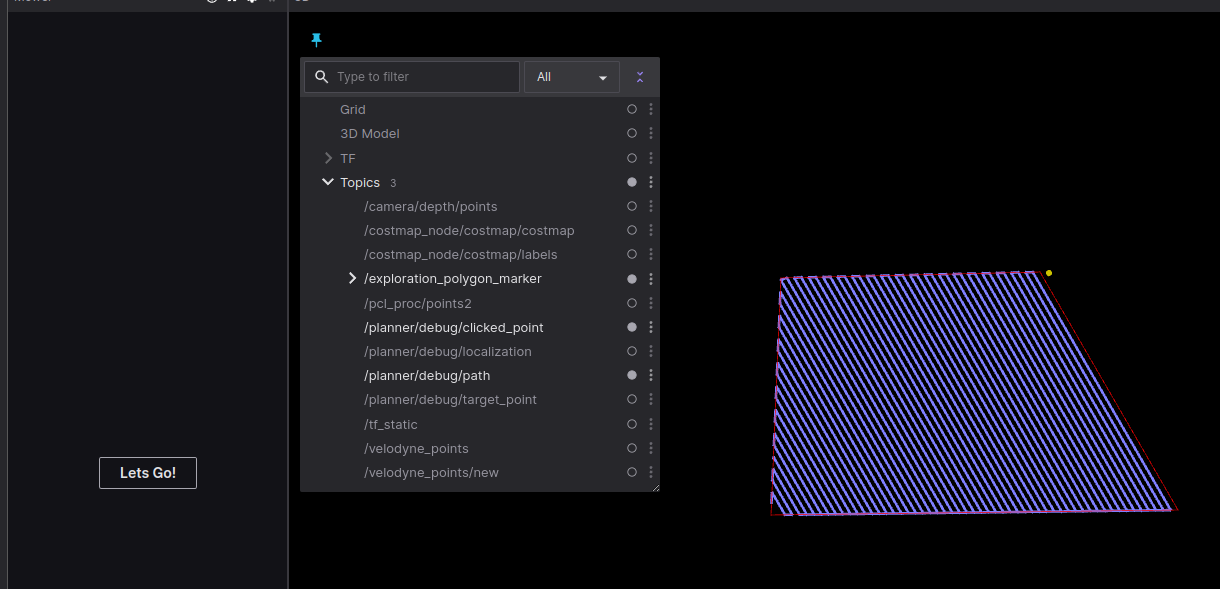 Type to filter
All
Grid
3D Model
TF
Topics 3
/camera/depth/points
/costmap_node/costmap/costmap
/costmap_node/costmap/labels
/exploration_polygon_marker
/pcl_proc/points2
/planner/debug/clicked_point
/planner/debug/localization
/planner/debug/path
/planner/debug/target_point
/tf_static
/velodyne_points
/velodyne_points/new
Lets Go!